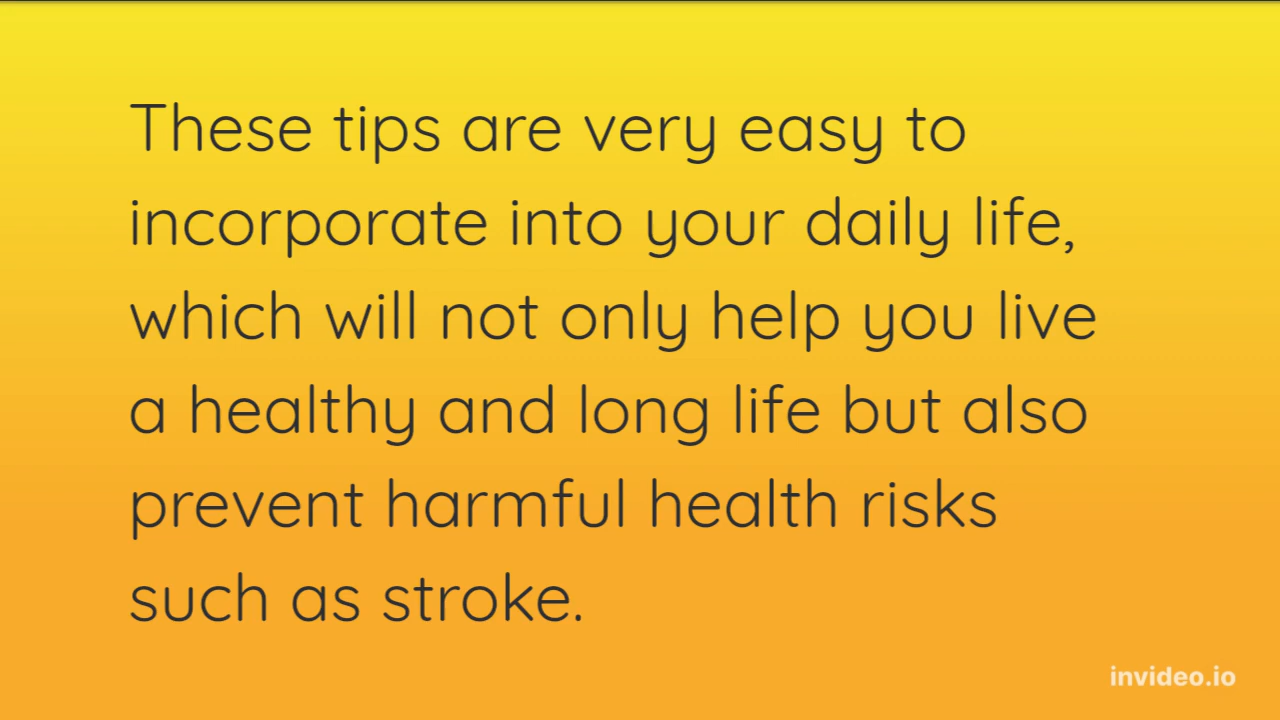 These tips are very easy to
incorporate into your daily life,
which will not only help you live
a healthy and long life but also
prevent harmful health risks
such as stroke.
invideo.io